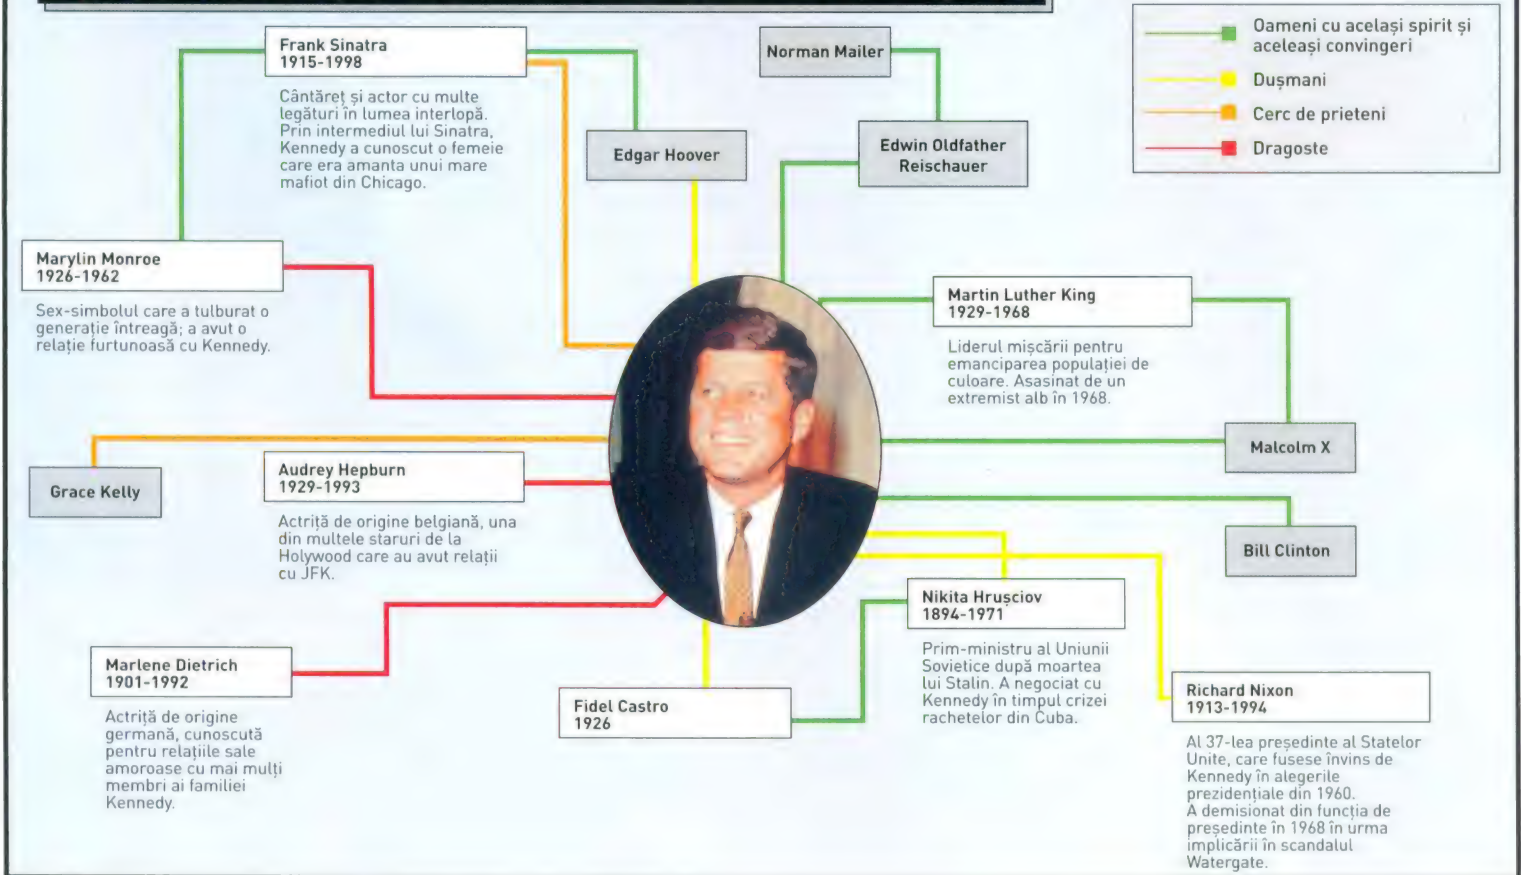 Frank Sinatra
1915-1998
Cântăreț și actor cu multe
legături în lumea interlopă.
Prin intermediul lui Sinatra,
Kennedy a cunoscut o femeie
care era amanta unui mare
mafiot din Chicago.
Norman Mailer
Oameni cu același spirit și
aceleași convingeri
Dușmani
Cerc de prieteni
Dragoste
Edgar Hoover
Edwin Oldfather
Reischauer
Marylin Monroe
1926-1962
Sex-simbolul care a tulburat o
generație întreagă; a avut o
relație furtunoasă cu Kennedy.
Martin Luther King
1929-1968
Liderul mișcării pentru
emanciparea populației de
culoare. Asasinat de un
extremist alb în 1968.
Malcolm X
Grace Kelly
Audrey Hepburn
1929-1993
Actriță de origine belgiană, una
din multele staruri de la
Holywood care au avut relații
cu JFK.
Bill Clinton
Nikita Hrușciov
1894-1971
Prim-ministru al Uniunii
Sovietice după moartea
lui Stalin. A negociat cu
Kennedy în timpul crizei
rachetelor din Cuba.
Marlene Dietrich
1901-1992
Actriță de origine
germană, cunoscută
pentru relațiile sale
amoroase cu mai mulți
membri ai familiei
Kennedy.
Fidel Castro
1926
Richard Nixon
1913-1994
Al 37-lea președinte al Statelor
Unite, care fusese învins de
Kennedy în alegerile
prezidențiale din 1960.
A demisionat din funcția de
președinte în 1968 în urma
implicării în scandalul
Watergate.